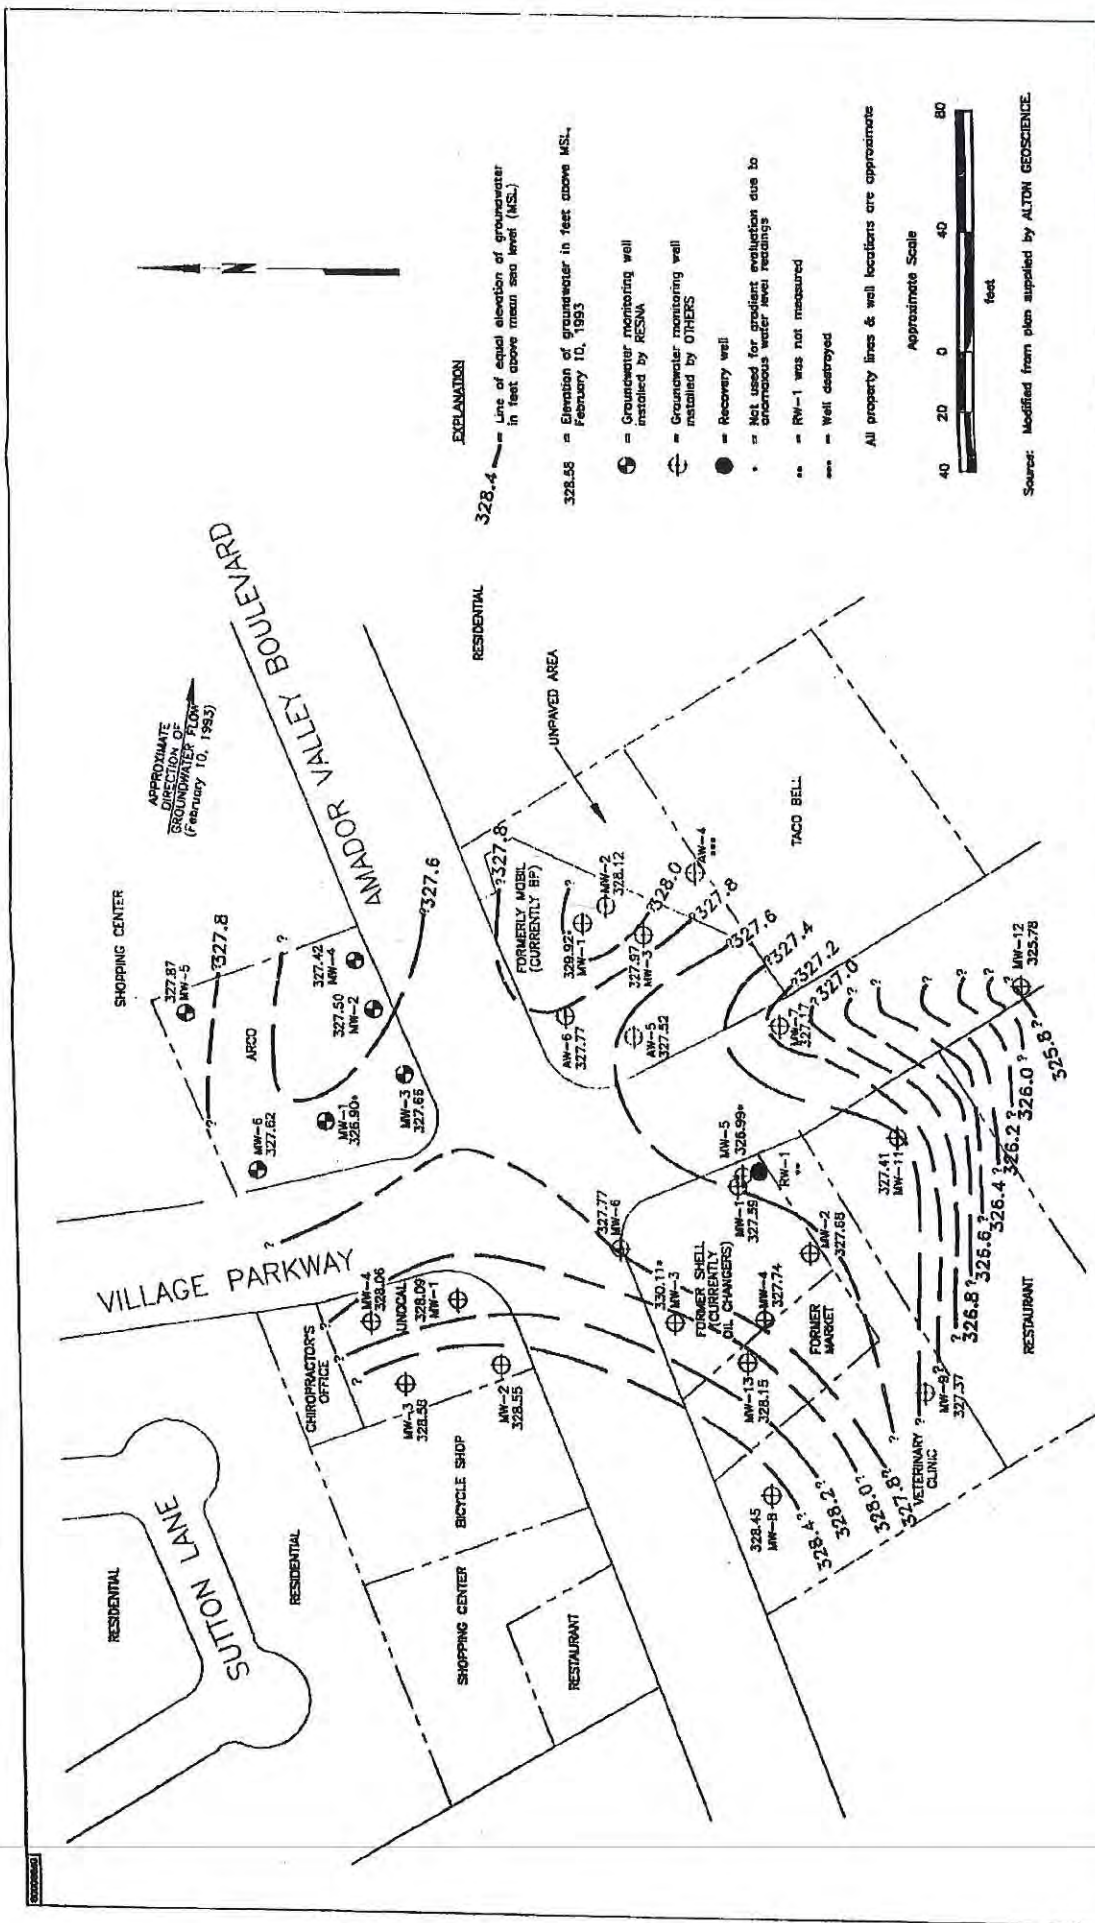 SHOPPING CENTER
APPROXIMATE
DIRECTION OF
GROUNDWATER FLOW
(February 10, 1993)
AMADOR VALLEY BOULEVARD
VILLAGE PARKWAY
SUTTON LANE
RESIDENTIAL
RESIDENTIAL
RESIDENTIAL
CHIROPRACTOR'S
OFFICE
BICYCLE SHOP
SHOPPING CENTER
RESTAURANT
UNOCAL
MW-4
328.06
328.09
MW-1
MW-3
328.58
MW-2
328.55
ARCO
327.87
MW-5
MW-6
327.62
MW-1
326.90*
327.50
MW-2
327.42
MW-4
MW-3
327.65
?327.8
?327.6
FORMERLY MOBIL
(CURRENTLY BP)
?327.8
329.92*
MW-1
MW-2
328.12
327.97
MW-3
AW-4
***
AW-6
327.77
AW-5
327.52
UNPAVED AREA
TACO BELL
?328.0
?327.8
?327.6
?327.4
?327.2
?327.0
MW-7
327.17
MW-12
325.78
327.77
MW-6
330.11*
MW-3
FORMER SHELL
(CURRENTLY
OIL CHANGERS)
MW-5
326.99*
MW-1
327.59
RW-1
**
MW-2
327.68
MW-4
327.74
FORMER
MARKET
MW-13
328.15
328.45
MW-8
327.41
MW-11
MW-9
327.37
VETERINARY
CLINIC
RESTAURANT
328.4?
328.2?
328.0?
327.8?
326.8?
326.6?
326.4?
326.2?
326.0?
325.8?
N
EXPLANATION
328.4 = Line of equal elevation of groundwater
in feet above mean sea level (MSL)
328.58 = Elevation of groundwater in feet above MSL,
February 10, 1993
= Groundwater monitoring well
installed by RESNA
= Groundwater monitoring well
installed by OTHERS
= Recovery well
* = Not used for gradient evaluation due to
anomalous water level readings
** = RW-1 was not measured
*** = Well destroyed
All property lines & well locations are approximate
Approximate Scale
40 20 0 40 80
feet
Source: Modified from plan supplied by ALTON GEOSCIENCE.